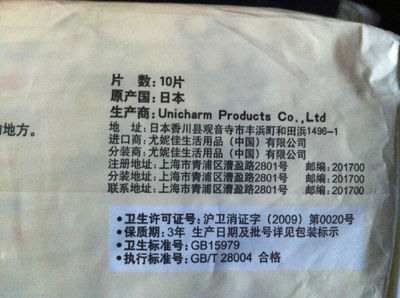 片 数: 10片
原产国: 日本
生产商: Unicharm Products Co.,Ltd
地 址: 日本香川县观音寺市丰浜町和田浜1496-1
地方。
进口商: 尤妮佳生活用品（中国）有限公司
分装商: 尤妮佳生活用品（中国）有限公司
注册地址: 上海市青浦区漕盈路2801号 邮编: 201700
分装地址: 上海市青浦区漕盈路2801号 邮编: 201700
联系地址: 上海市青浦区漕盈路2801号 邮编: 201700
•卫生许可证号: 沪卫消证字（2009）第0020号
•保质期: 3年 生产日期及批号详见包装标示
•卫生标准号: GB15979
•执行标准号: GB/T 28004 合格